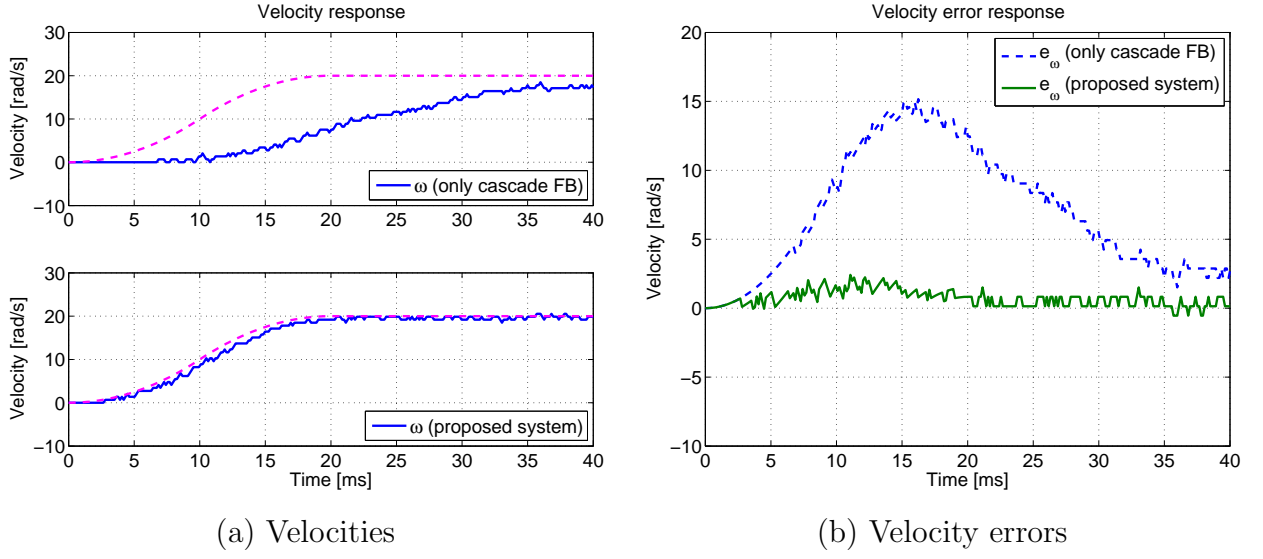 Velocity response
Velocity [rad/s]
30
20
10
0
−10
0 5 10 15 20 25 30 35 40
ω (only cascade FB)
Velocity [rad/s]
30
20
10
0
−10
0 5 10 15 20 25 30 35 40
ω (proposed system)
Time [ms]
(a) Velocities
Velocity error response
Velocity [rad/s]
20
15
10
5
0
−5
−10
0 5 10 15 20 25 30 35 40
e_ω (only cascade FB)
e_ω (proposed system)
Time [ms]
(b) Velocity errors